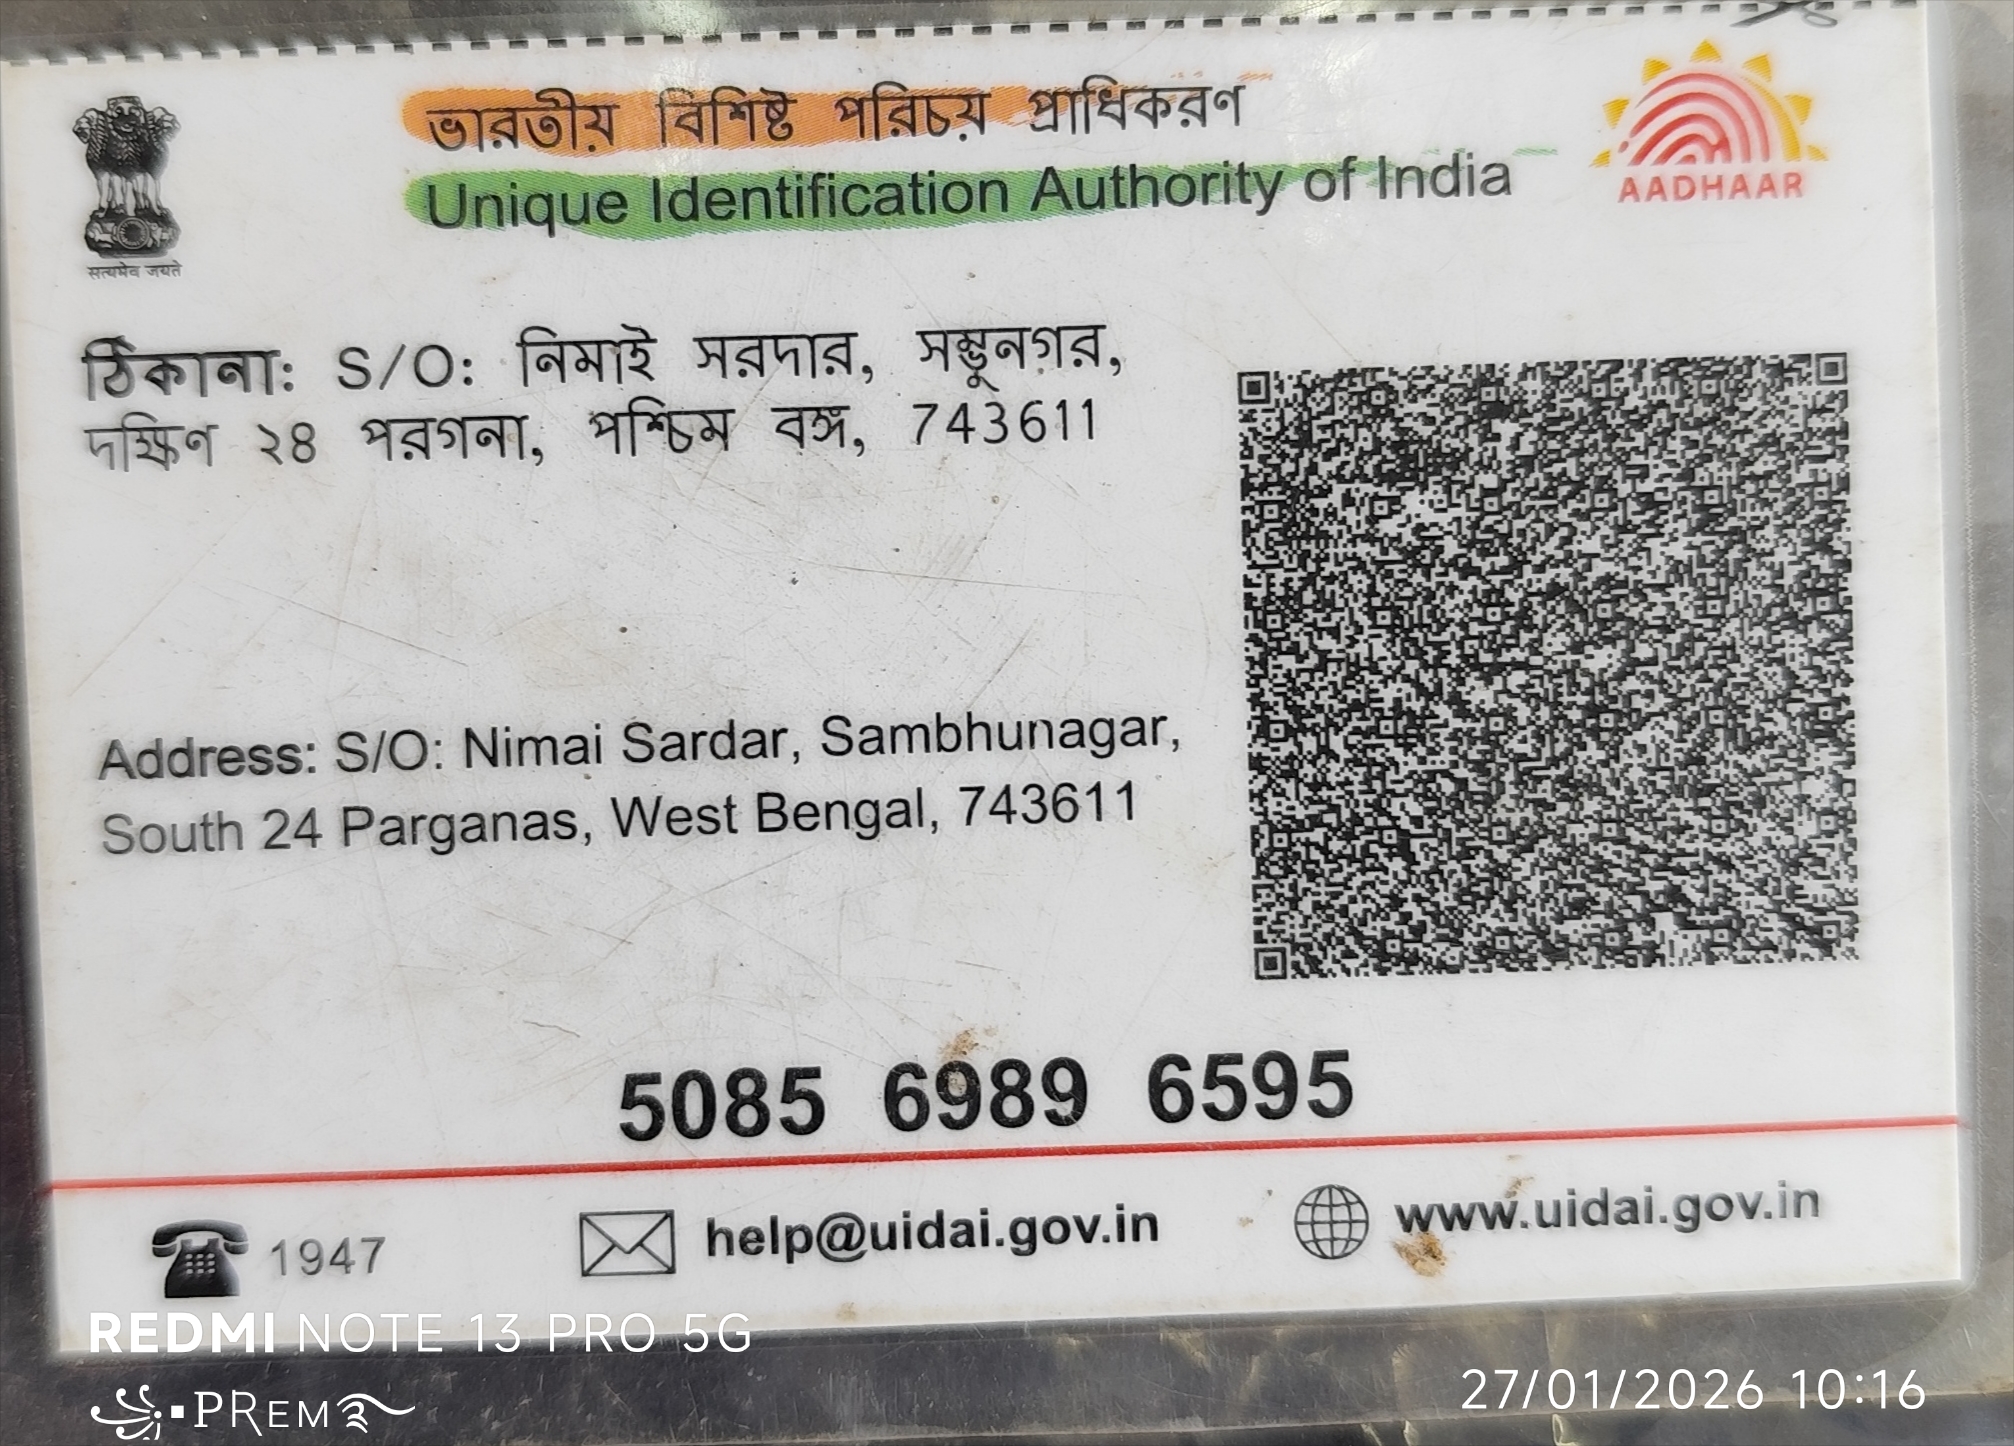 ভারতীয় বিশিষ্ট পরিচয় প্রাধিকরণ
Unique Identification Authority of India
AADHAAR
सत्यमेव जयते
ঠিকানা: S/O: নিমাই সরদার, সম্ভূনগর,
দক্ষিণ ২৪ পরগনা, পশ্চিম বঙ্গ, 743611
Address: S/O: Nimai Sardar, Sambhunagar,
South 24 Parganas, West Bengal, 743611
5085 6989 6595
1947
help@uidai.gov.in
www.uidai.gov.in
REDMI NOTE 13 PRO 5G
PREM
27/01/2026 10:16